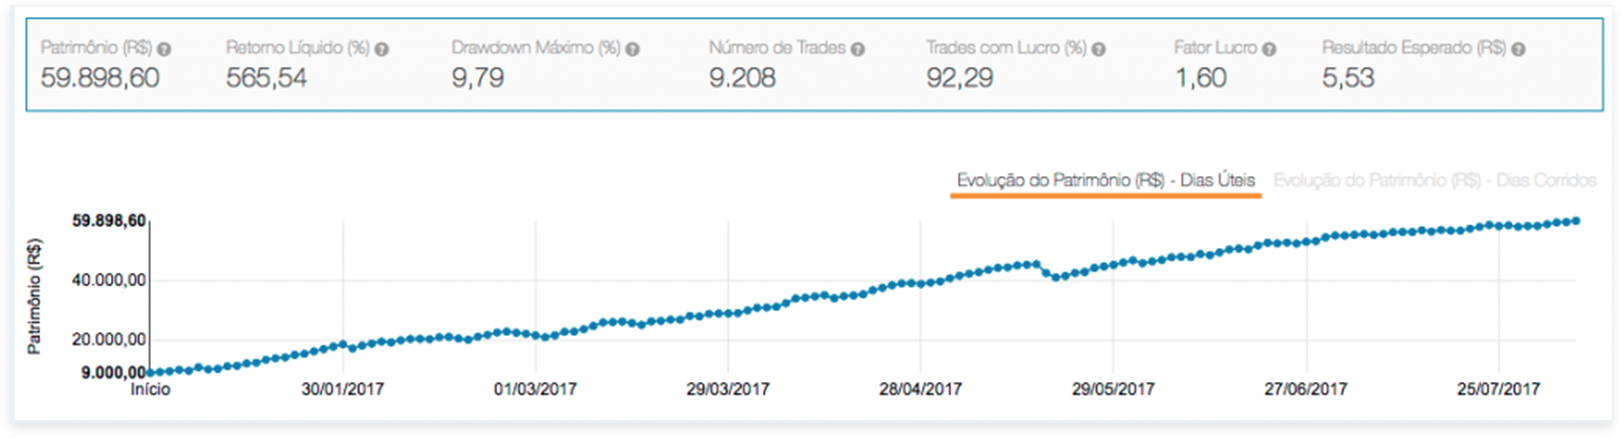 Patrimônio (R$) ? Retorno Líquido (%) ? Drawdown Máximo (%) ? Número de Trades ? Trades com Lucro (%) ? Fator Lucro ? Resultado Esperado (R$) ?
59.898,60 565,54 9,79 9.208 92,29 1,60 5,53
Evolução do Patrimônio (R$) - Dias Úteis Evolução do Patrimônio (R$) - Dias Corridos
Patrimônio (R$)
59.898,60
40.000,00
20.000,00
9.000,00
Início 30/01/2017 01/03/2017 29/03/2017 28/04/2017 29/05/2017 27/06/2017 25/07/2017